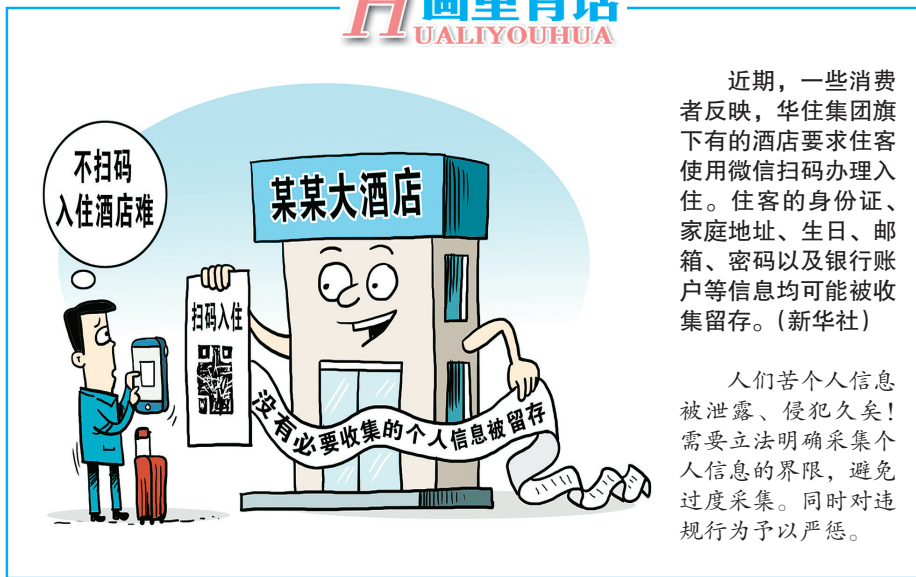 画里有话
HUALIYOUHUA
不扫码
入住酒店难
某某大酒店
扫码入住
没有必要收集的个人信息被留存
近期，一些消费
者反映，华住集团旗
下有的酒店要求住客
使用微信扫码办理入
住。住客的身份证、
家庭地址、生日、邮
箱、密码以及银行账
户等信息均可能被收
集留存。（新华社）
人们苦个人信息
被泄露、侵犯久矣！
需要立法明确采集个
人信息的界限，避免
过度采集。同时对违
规行为予以严惩。